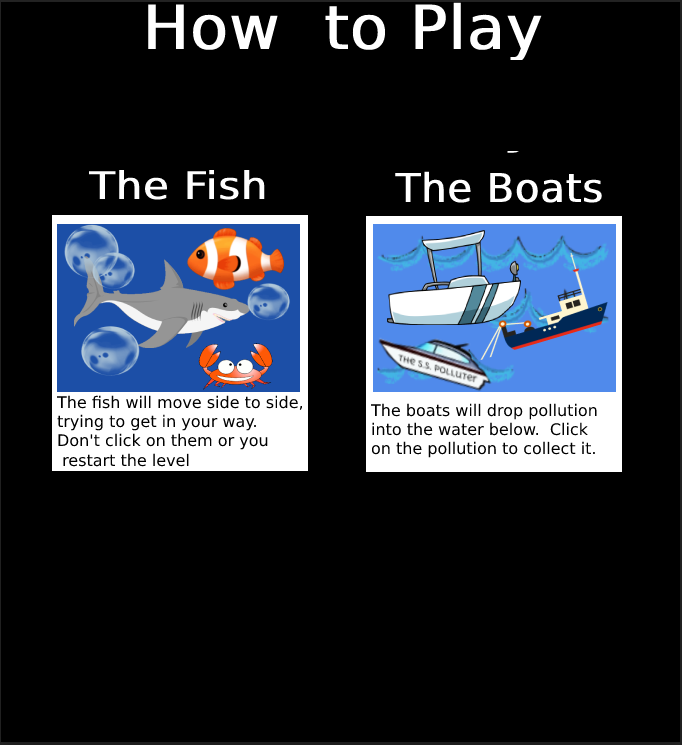 How  to Play
The Fish
The Boats
The fish will move side to side,
trying to get in your way.
Don't click on them or you
restart the level
THE S.S. POLLUTER
The boats will drop pollution
into the water below.  Click
on the pollution to collect it.